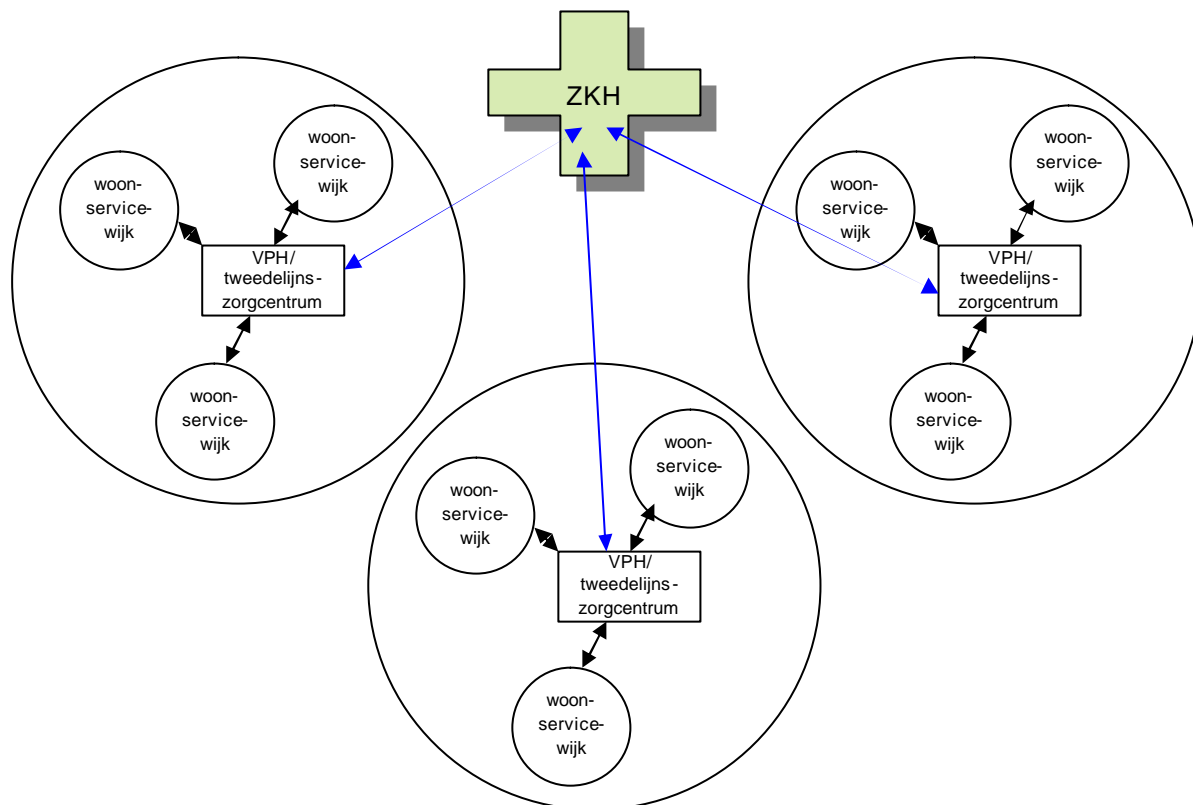 ZKH
woon-
service-
wijk
woon-
service-
wijk
VPH/
tweedelijns-
zorgcentrum
woon-
service-
wijk
woon-
service-
wijk
woon-
service-
wijk
VPH/
tweedelijns-
zorgcentrum
woon-
service-
wijk
woon-
service-
wijk
woon-
service-
wijk
VPH/
tweedelijns-
zorgcentrum
woon-
service-
wijk